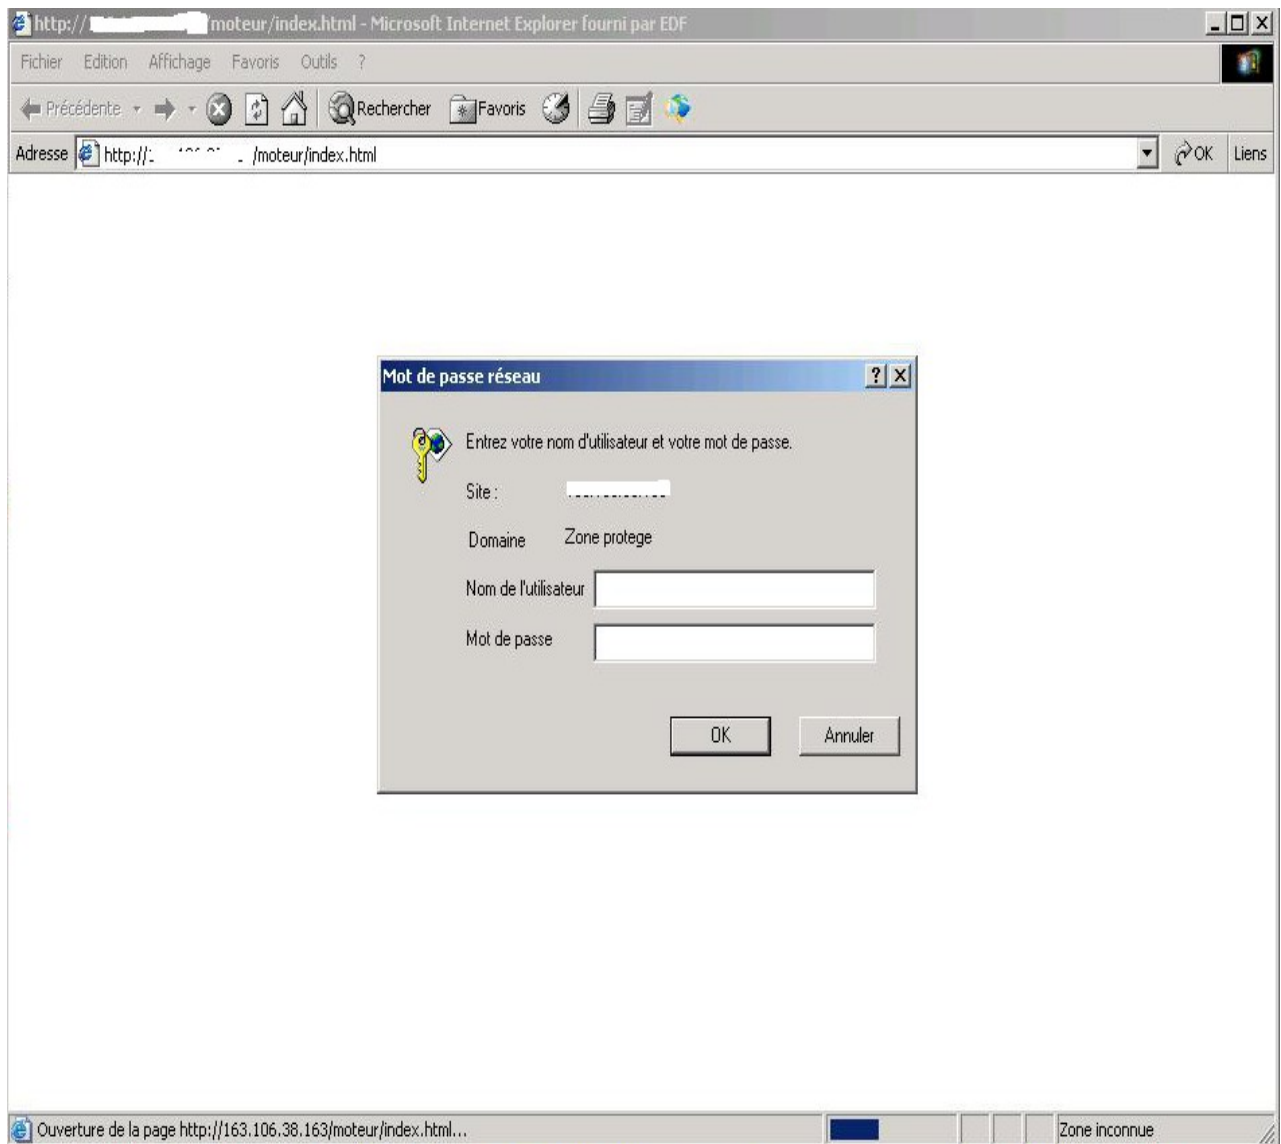 http:// /moteur/index.html - Microsoft Internet Explorer fourni par EDF
Fichier Edition Affichage Favoris Outils ?
Précédente Rechercher Favoris
Adresse http:// /moteur/index.html OK Liens
Mot de passe réseau
Entrez votre nom d'utilisateur et votre mot de passe.
Site :
Domaine Zone protege
Nom de l'utilisateur
Mot de passe
OK Annuler
Ouverture de la page http://163.106.38.163/moteur/index.html... Zone inconnue